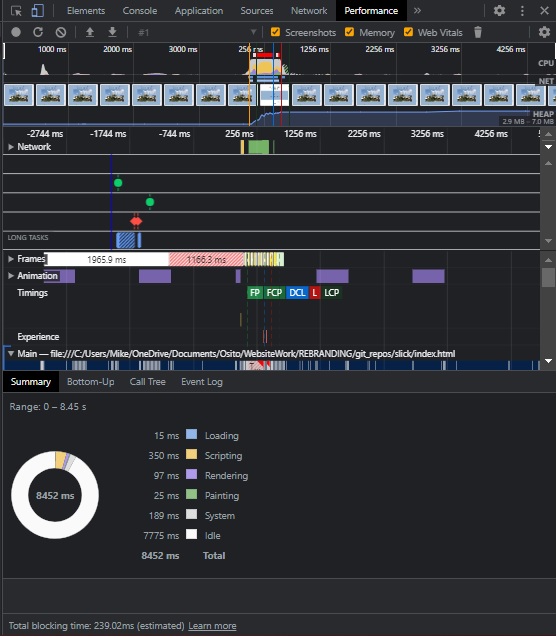 Elements Console Application Sources Network Performance »
#1 Screenshots Memory Web Vitals
1000 ms 2000 ms 3000 ms 256 ms 1256 ms 2256 ms 3256 ms 4256 ms
CPU
NET
HEAP
2.9 MB – 7.0 MB
-2744 ms -1744 ms -744 ms 256 ms 1256 ms 2256 ms 3256 ms 4256 ms
Network
LONG TASKS
Frames 1965.9 ms 1166.3 ms
Animation
Timings FP FCP DCL L LCP
Experience
Main — file:///C:/Users/Mike/OneDrive/Documents/Osito/WebsiteWork/REBRANDING/git_repos/slick/index.html
Summary Bottom-Up Call Tree Event Log
Range: 0 – 8.45 s
15 ms Loading
350 ms Scripting
97 ms Rendering
25 ms Painting
189 ms System
7775 ms Idle
8452 ms Total
8452 ms
Total blocking time: 239.02ms (estimated) Learn more